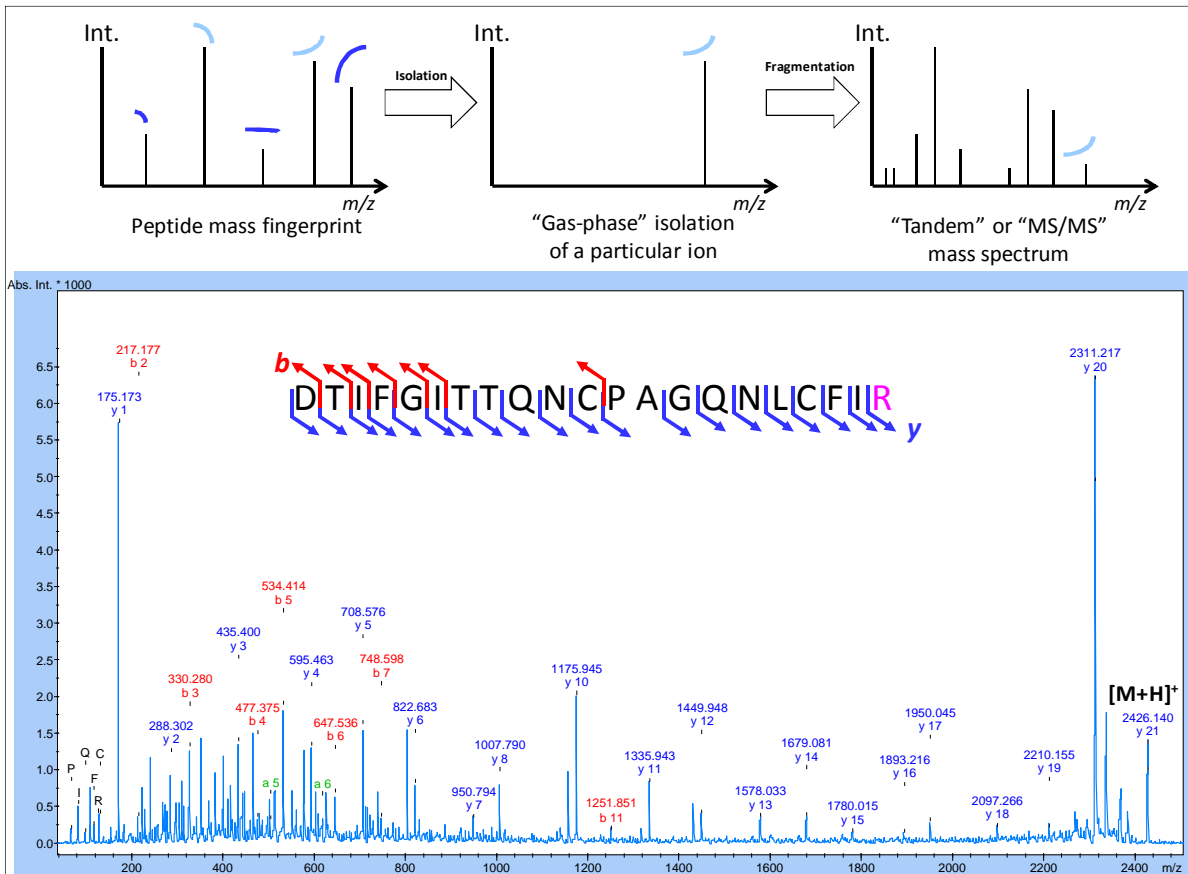 Int.
Int.
Int.
Isolation
Fragmentation
m/z
m/z
m/z
Peptide mass fingerprint
“Gas-phase” isolation
of a particular ion
“Tandem” or “MS/MS”
mass spectrum
Abs. Int. * 1000
b
DTIFGITTQNCPAGQNLCFIR
y
217.177
b 2
175.173
y 1
2311.217
y 20
534.414
b 5
435.400
y 3
708.576
y 5
595.463
y 4
748.598
b 7
330.280
b 3
477.375
b 4
288.302
y 2
647.536
b 6
822.683
y 6
1175.945
y 10
1007.790
y 8
950.794
y 7
1251.851
b 11
1335.943
y 11
1449.948
y 12
1578.033
y 13
1679.081
y 14
1780.015
y 15
1893.216
y 16
1950.045
y 17
2097.266
y 18
2210.155
y 19
[M+H]+
2426.140
y 21
P
I
Q
F
C
R
a 5
a 6
6.5
6.0
5.5
5.0
4.5
4.0
3.5
3.0
2.5
2.0
1.5
1.0
0.5
0.0
200
400
600
800
1000
1200
1400
1600
1800
2000
2200
2400
m/z